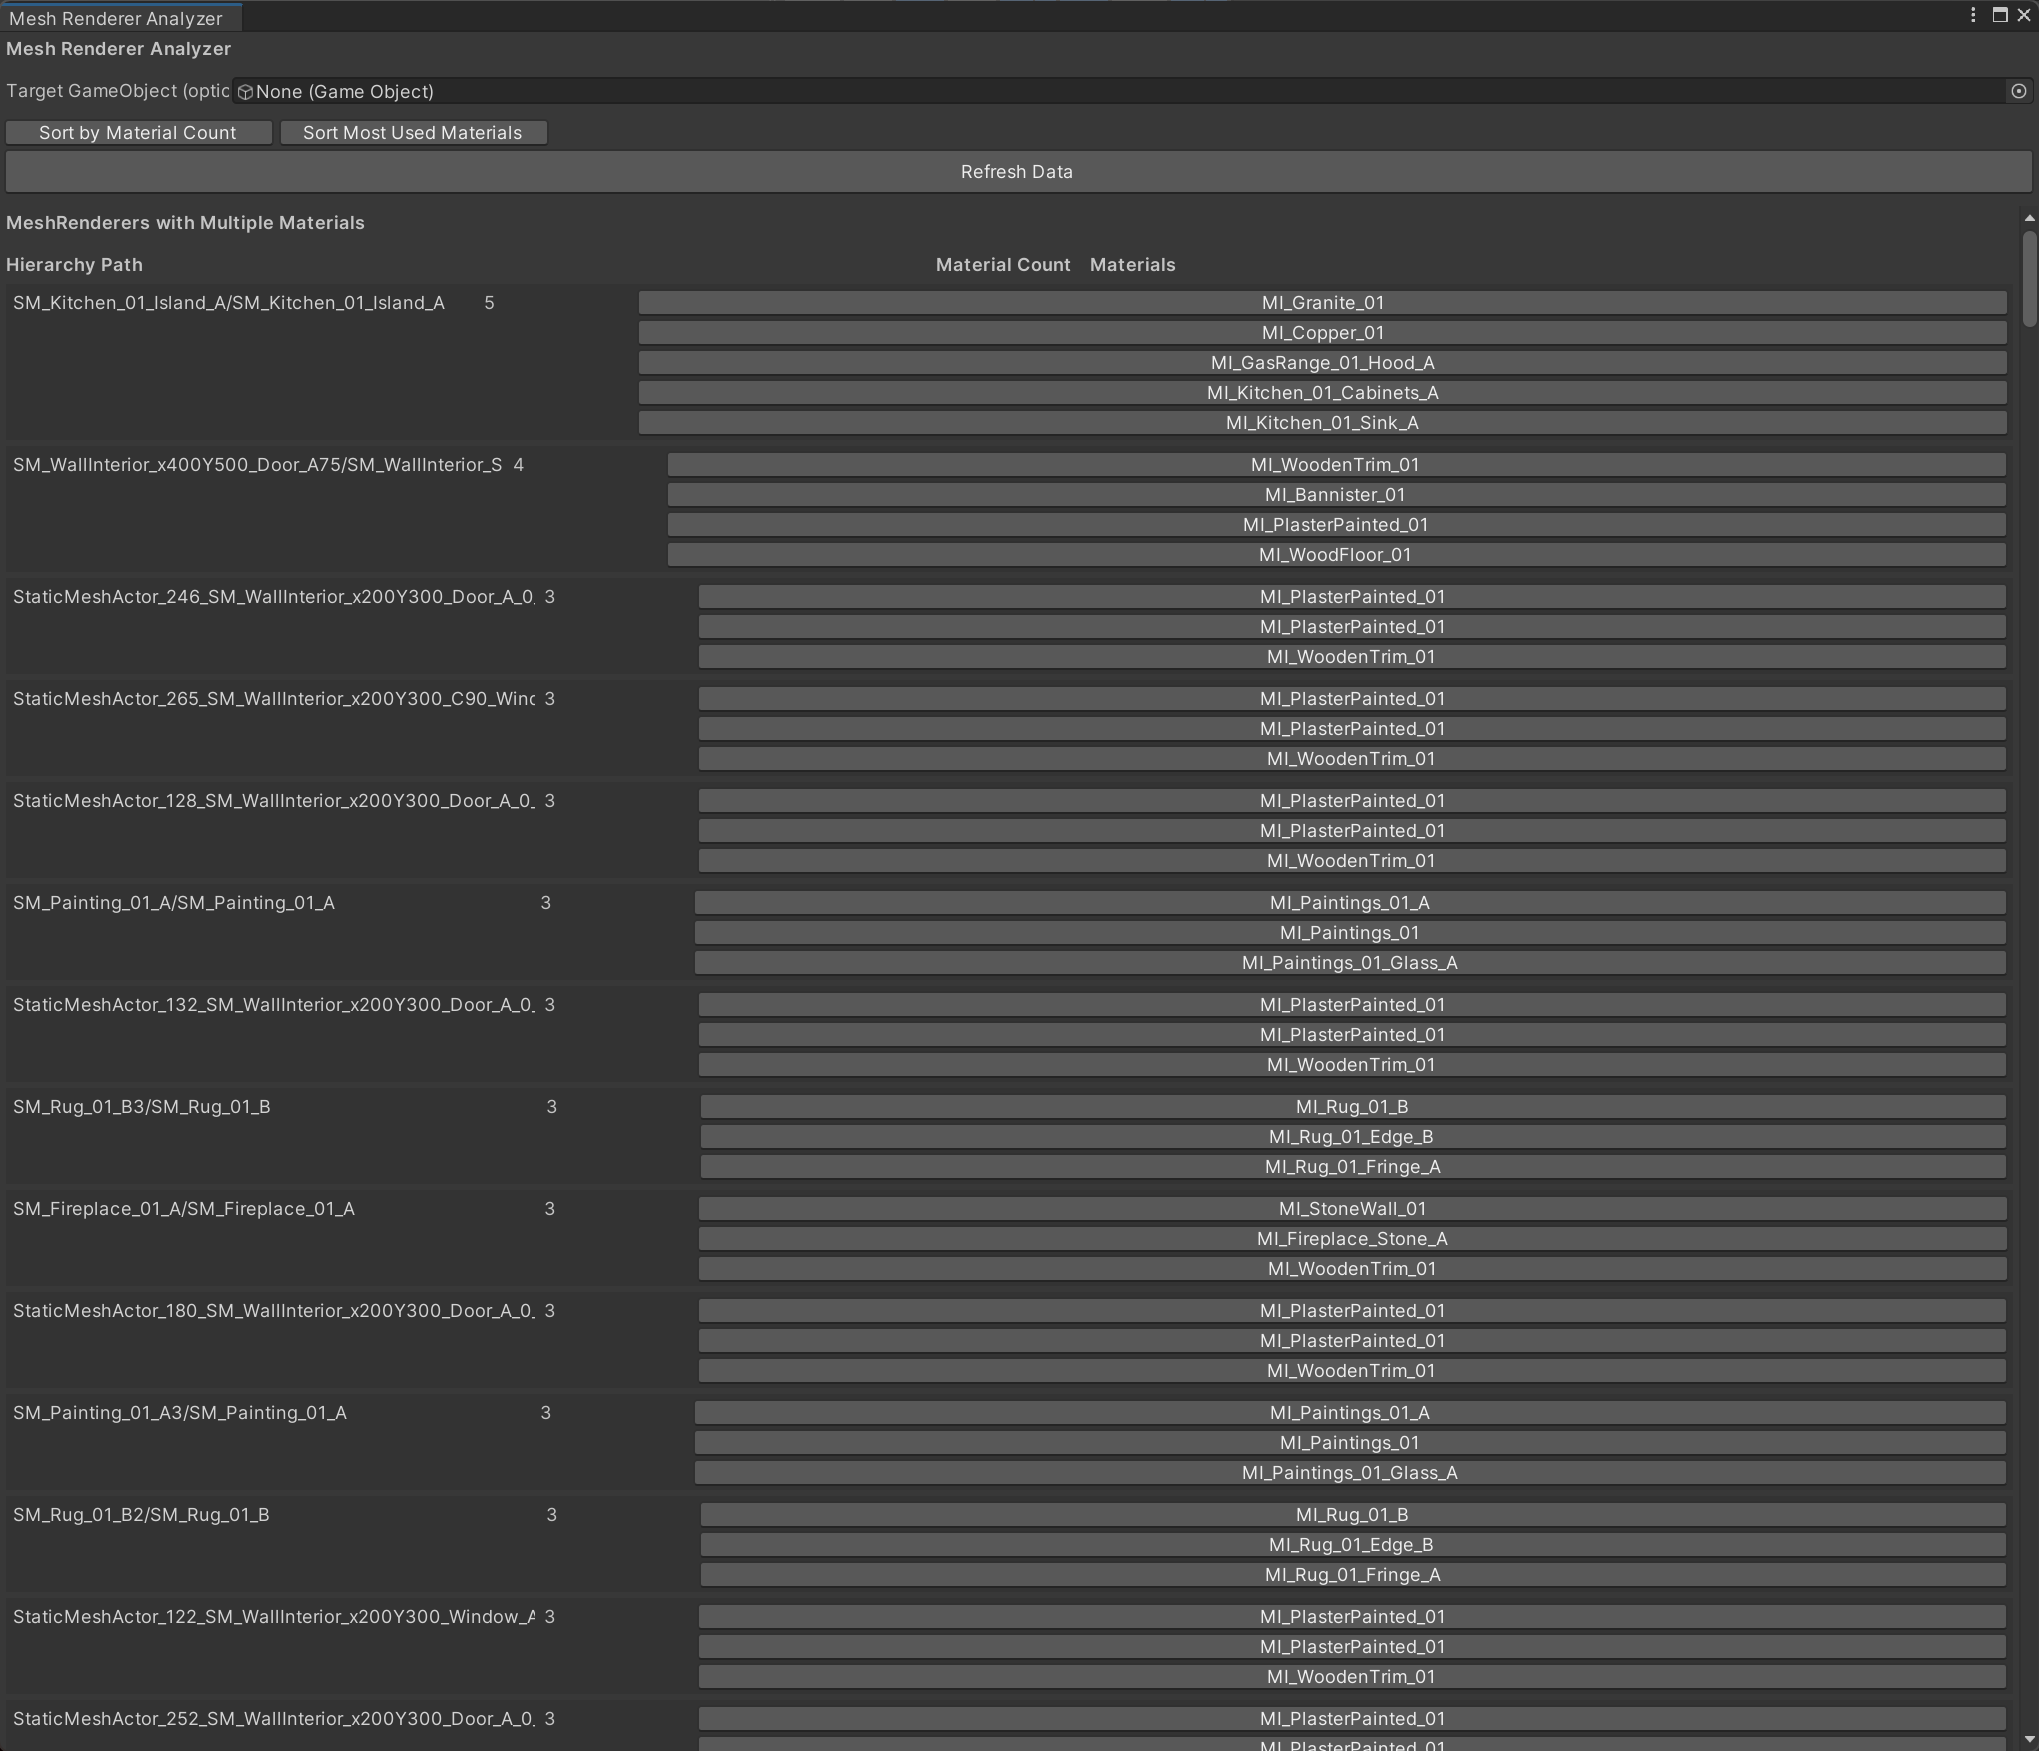 Mesh Renderer Analyzer
Mesh Renderer Analyzer
Target GameObject (optic None (Game Object)
Sort by Material Count Sort Most Used Materials
Refresh Data
MeshRenderers with Multiple Materials
Hierarchy Path Material Count Materials
SM_Kitchen_01_Island_A/SM_Kitchen_01_Island_A 5 MI_Granite_01
MI_Copper_01
MI_GasRange_01_Hood_A
MI_Kitchen_01_Cabinets_A
MI_Kitchen_01_Sink_A
SM_WallInterior_x400Y500_Door_A75/SM_WallInterior_S 4 MI_WoodenTrim_01
MI_Bannister_01
MI_PlasterPainted_01
MI_WoodFloor_01
StaticMeshActor_246_SM_WallInterior_x200Y300_Door_A_0_ 3 MI_PlasterPainted_01
MI_PlasterPainted_01
MI_WoodenTrim_01
StaticMeshActor_265_SM_WallInterior_x200Y300_C90_Winc 3 MI_PlasterPainted_01
MI_PlasterPainted_01
MI_WoodenTrim_01
StaticMeshActor_128_SM_WallInterior_x200Y300_Door_A_0_ 3 MI_PlasterPainted_01
MI_PlasterPainted_01
MI_WoodenTrim_01
SM_Painting_01_A/SM_Painting_01_A 3 MI_Paintings_01_A
MI_Paintings_01
MI_Paintings_01_Glass_A
StaticMeshActor_132_SM_WallInterior_x200Y300_Door_A_0_ 3 MI_PlasterPainted_01
MI_PlasterPainted_01
MI_WoodenTrim_01
SM_Rug_01_B3/SM_Rug_01_B 3 MI_Rug_01_B
MI_Rug_01_Edge_B
MI_Rug_01_Fringe_A
SM_Fireplace_01_A/SM_Fireplace_01_A 3 MI_StoneWall_01
MI_Fireplace_Stone_A
MI_WoodenTrim_01
StaticMeshActor_180_SM_WallInterior_x200Y300_Door_A_0_ 3 MI_PlasterPainted_01
MI_PlasterPainted_01
MI_WoodenTrim_01
SM_Painting_01_A3/SM_Painting_01_A 3 MI_Paintings_01_A
MI_Paintings_01
MI_Paintings_01_Glass_A
SM_Rug_01_B2/SM_Rug_01_B 3 MI_Rug_01_B
MI_Rug_01_Edge_B
MI_Rug_01_Fringe_A
StaticMeshActor_122_SM_WallInterior_x200Y300_Window_A 3 MI_PlasterPainted_01
MI_PlasterPainted_01
MI_WoodenTrim_01
StaticMeshActor_252_SM_WallInterior_x200Y300_Door_A_0_ 3 MI_PlasterPainted_01
MI_PlasterPainted_01